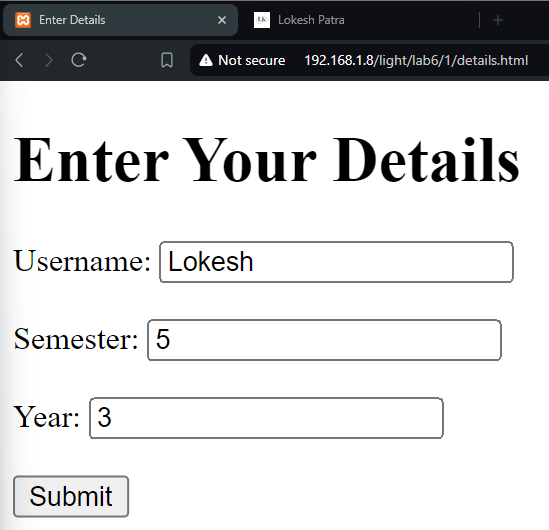 Enter Details
Lokesh Patra
Not secure 192.168.1.8/light/lab6/1/details.html
Enter Your Details
Username: Lokesh
Semester: 5
Year: 3
Submit